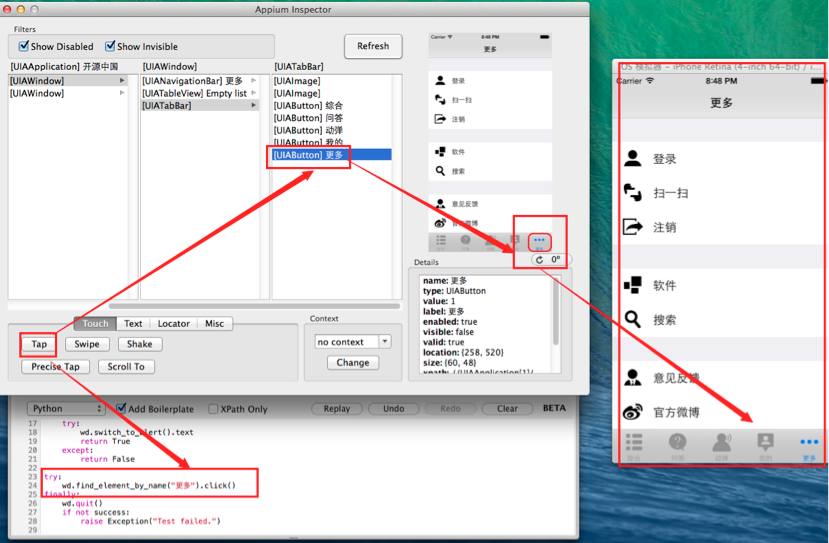 Appium Inspector
Filters
Show Disabled Show Invisible
Refresh
[UIAApplication] 开源中国 [UIAWindow] [UIATabBar]
[UIAWindow]
[UIAWindow]
[UIANavigationBar] 更多
[UIATableView] Empty list
[UIATabBar]
[UIAImage]
[UIAImage]
[UIAButton] 综合
[UIAButton] 问答
[UIAButton] 动弹
[UIAButton] 我的
[UIAButton] 更多
Carrier 8:48 PM
更多
登录
扫一扫
注销
软件
搜索
意见反馈
官方微博
0°
Details
name: 更多
type: UIAButton
value: 1
label: 更多
enabled: true
visible: false
valid: true
location: {258, 520}
size: {60, 48}
xpath: //UIAApplication[1]/
Touch Text Locator Misc
Tap Swipe Shake
Precise Tap Scroll To
Context
no context
Change
Python Add Boilerplate XPath Only Replay Undo Redo Clear BETA
17 try:
18 wd.switch_to_alert().text
19 return True
20 except:
21 return False
22
23 try:
24 wd.find_element_by_name("更多").click()
25 finally:
26 wd.quit()
27 if not success:
28 raise Exception("Test failed.")
29
iOS 模拟器 - iPhone Retina (4-inch 64-bit) / i
Carrier 8:48 PM
更多
登录
扫一扫
注销
软件
搜索
意见反馈
官方微博
综合 问答 动弹 我的 更多